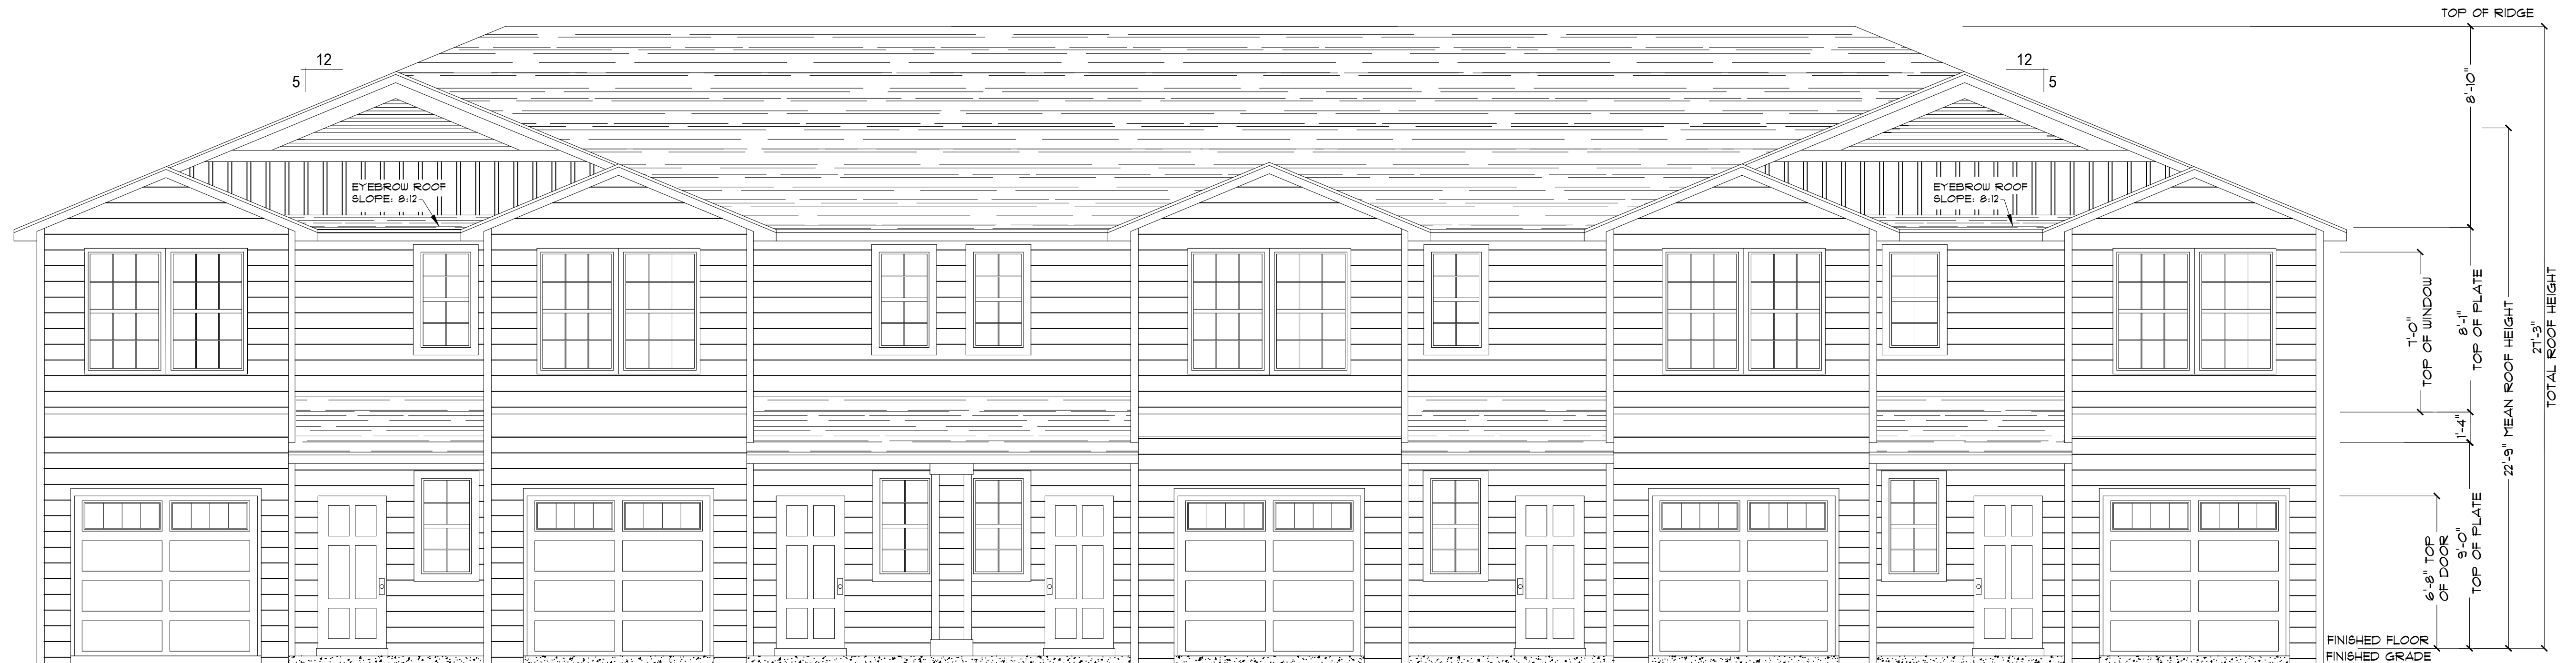 TOP OF RIDGE
12
5
12
5
8'-10"
EYEBROW ROOF
SLOPE: 8:12
EYEBROW ROOF
SLOPE: 8:12
7'-0"
TOP OF WINDOW
8'-1"
TOP OF PLATE
22'-9" MEAN ROOF HEIGHT
27'-3"
TOTAL ROOF HEIGHT
1'-4"
6'-8" TOP
OF DOOR
9'-0"
TOP OF PLATE
FINISHED FLOOR
FINISHED GRADE